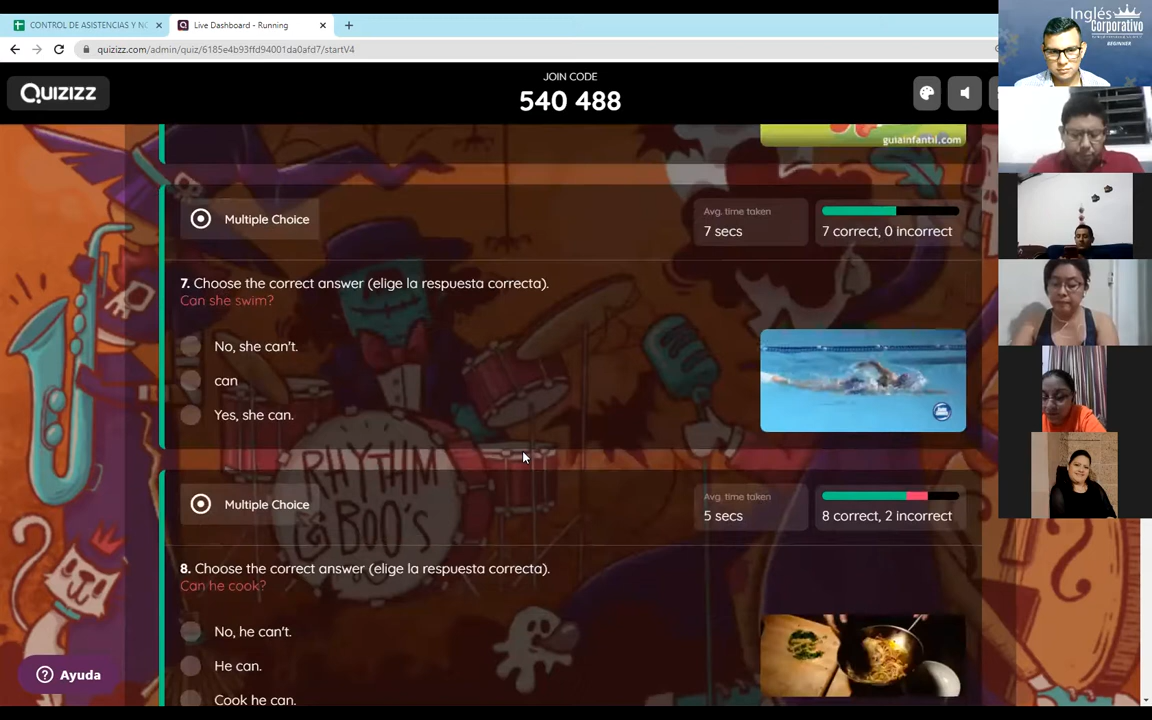 CONTROL DE ASISTENCIAS Y NO
Live Dashboard - Running
quizizz.com/admin/quiz/6185e4b93ffd94001da0afd7/startV4
Inglés
Corporativo
BEGINNER
Quizizz
JOIN CODE
540 488
guiainfantil.com
Multiple Choice
Avg. time taken
7 secs
7 correct, 0 incorrect
7. Choose the correct answer (elige la respuesta correcta).
Can she swim?
No, she can't.
can
Yes, she can.
RHYTHM
& BOO'S
Multiple Choice
Avg. time taken
5 secs
8 correct, 2 incorrect
8. Choose the correct answer (elige la respuesta correcta).
Can he cook?
No, he can't.
He can.
Cook he can.
Ayuda